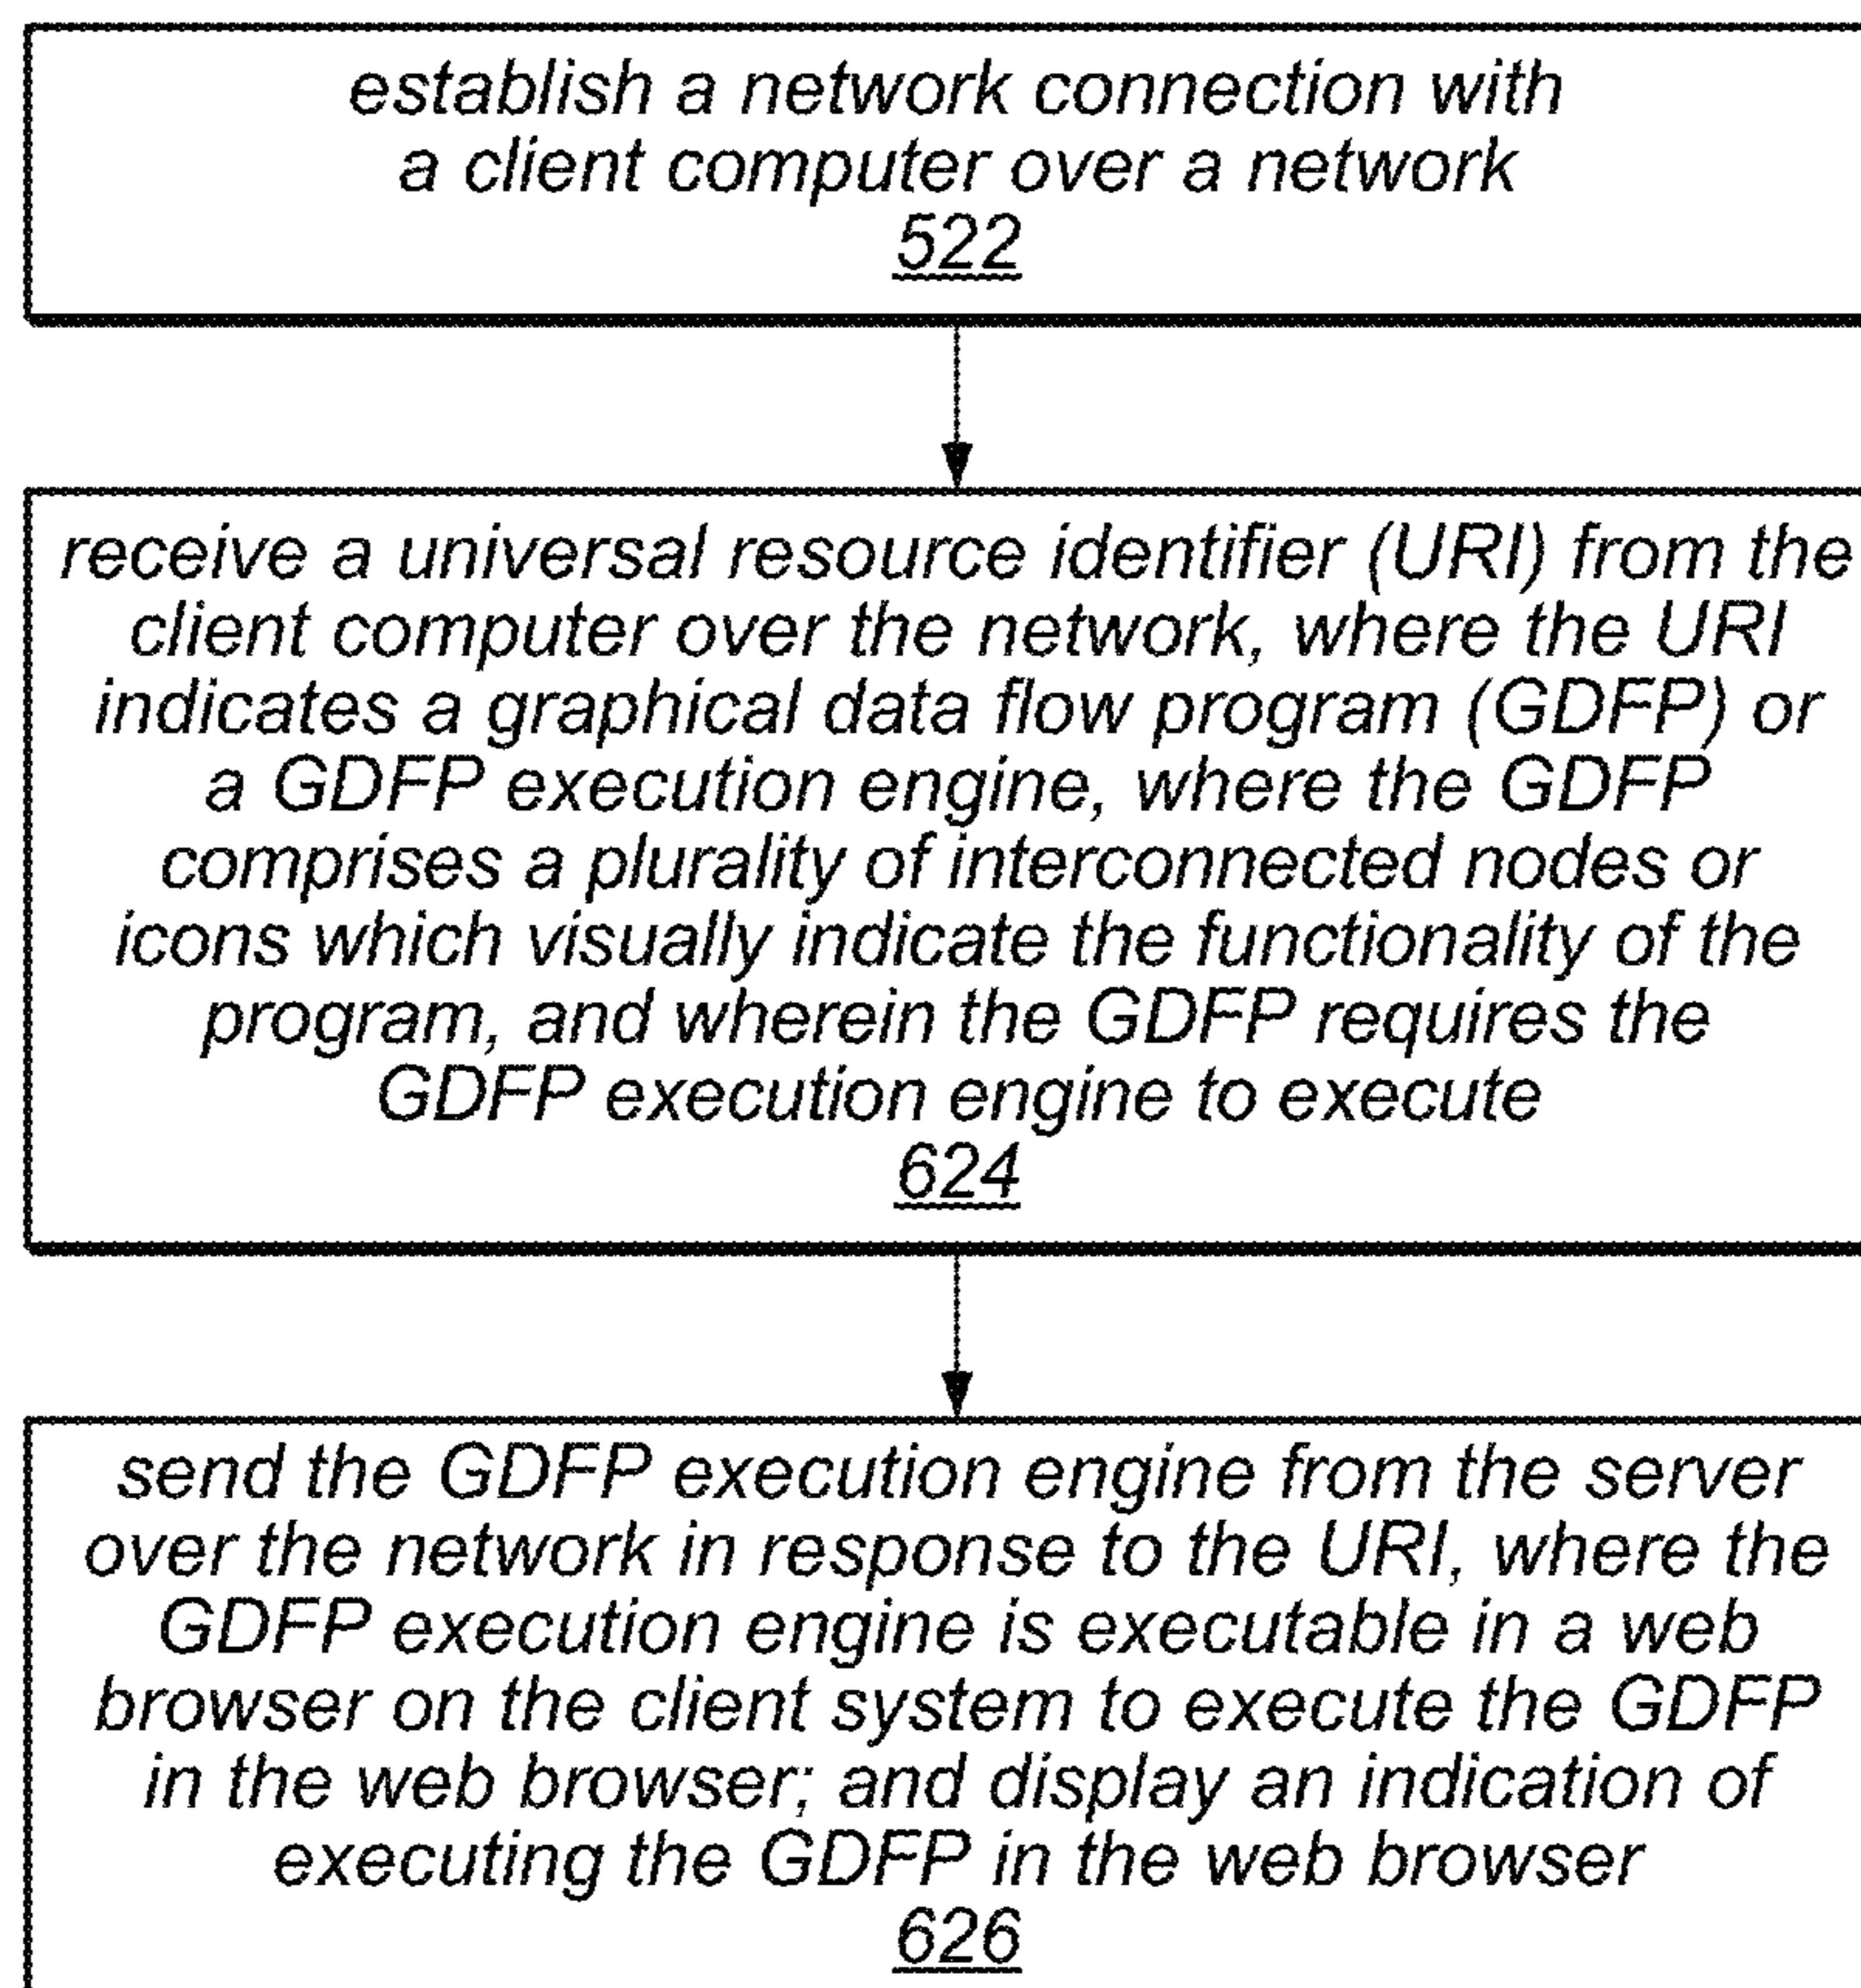 establish a network connection with
a client computer over a network
522
receive a universal resource identifier (URI) from the
client computer over the network, where the URI
indicates a graphical data flow program (GDFP) or
a GDFP execution engine, where the GDFP
comprises a plurality of interconnected nodes or
icons which visually indicate the functionality of the
program, and wherein the GDFP requires the
GDFP execution engine to execute
624
send the GDFP execution engine from the server
over the network in response to the URI, where the
GDFP execution engine is executable in a web
browser on the client system to execute the GDFP
in the web browser; and display an indication of
executing the GDFP in the web browser
626